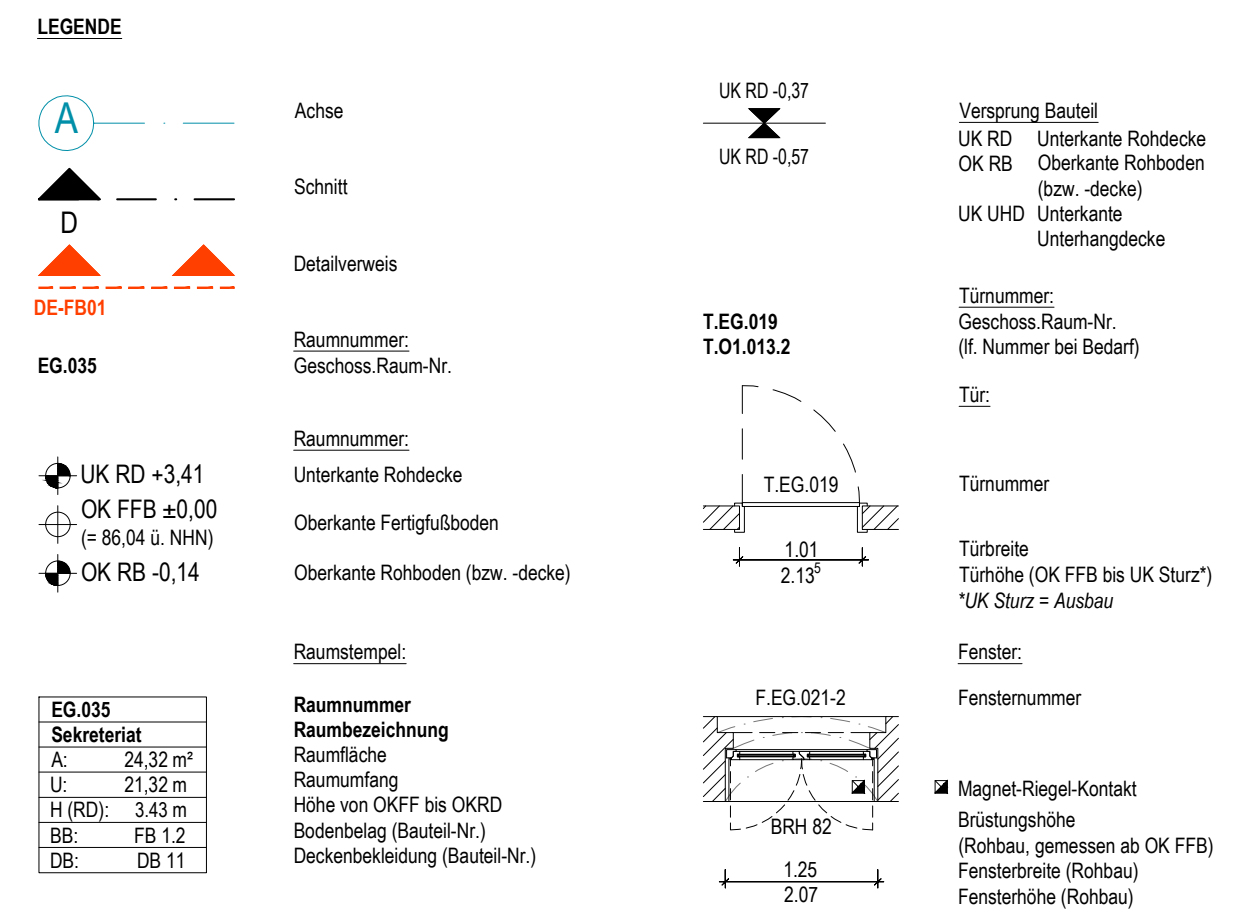 LEGENDE
A
Achse
D
Schnitt
DE-FB01
Detailverweis
EG.035
Raumnummer:
Geschoss.Raum-Nr.
Raumnummer:
UK RD +3,41
Unterkante Rohdecke
OK FFB ±0,00
(= 86,04 ü. NHN)
Oberkante Fertigfußboden
OK RB -0,14
Oberkante Rohboden (bzw. -decke)
Raumstempel:
EG.035
Raumnummer
Sekreteriat
Raumbezeichnung
A: 24,32 m²
Raumfläche
U: 21,32 m
Raumumfang
H (RD): 3.43 m
Höhe von OKFF bis OKRD
BB: FB 1.2
Bodenbelag (Bauteil-Nr.)
DB: DB 11
Deckenbekleidung (Bauteil-Nr.)
UK RD -0,37
UK RD -0,57
Versprung Bauteil
UK RD Unterkante Rohdecke
OK RB Oberkante Rohboden
(bzw. -decke)
UK UHD Unterkante
Unterhangdecke
Türnummer:
T.EG.019
Geschoss.Raum-Nr.
T.O1.013.2
(lf. Nummer bei Bedarf)
Tür:
T.EG.019
Türnummer
1.01
Türbreite
2.13⁵
Türhöhe (OK FFB bis UK Sturz*)
*UK Sturz = Ausbau
Fenster:
F.EG.021-2
Fensternummer
Magnet-Riegel-Kontakt
BRH 82
Brüstungshöhe
(Rohbau, gemessen ab OK FFB)
1.25
Fensterbreite (Rohbau)
2.07
Fensterhöhe (Rohbau)